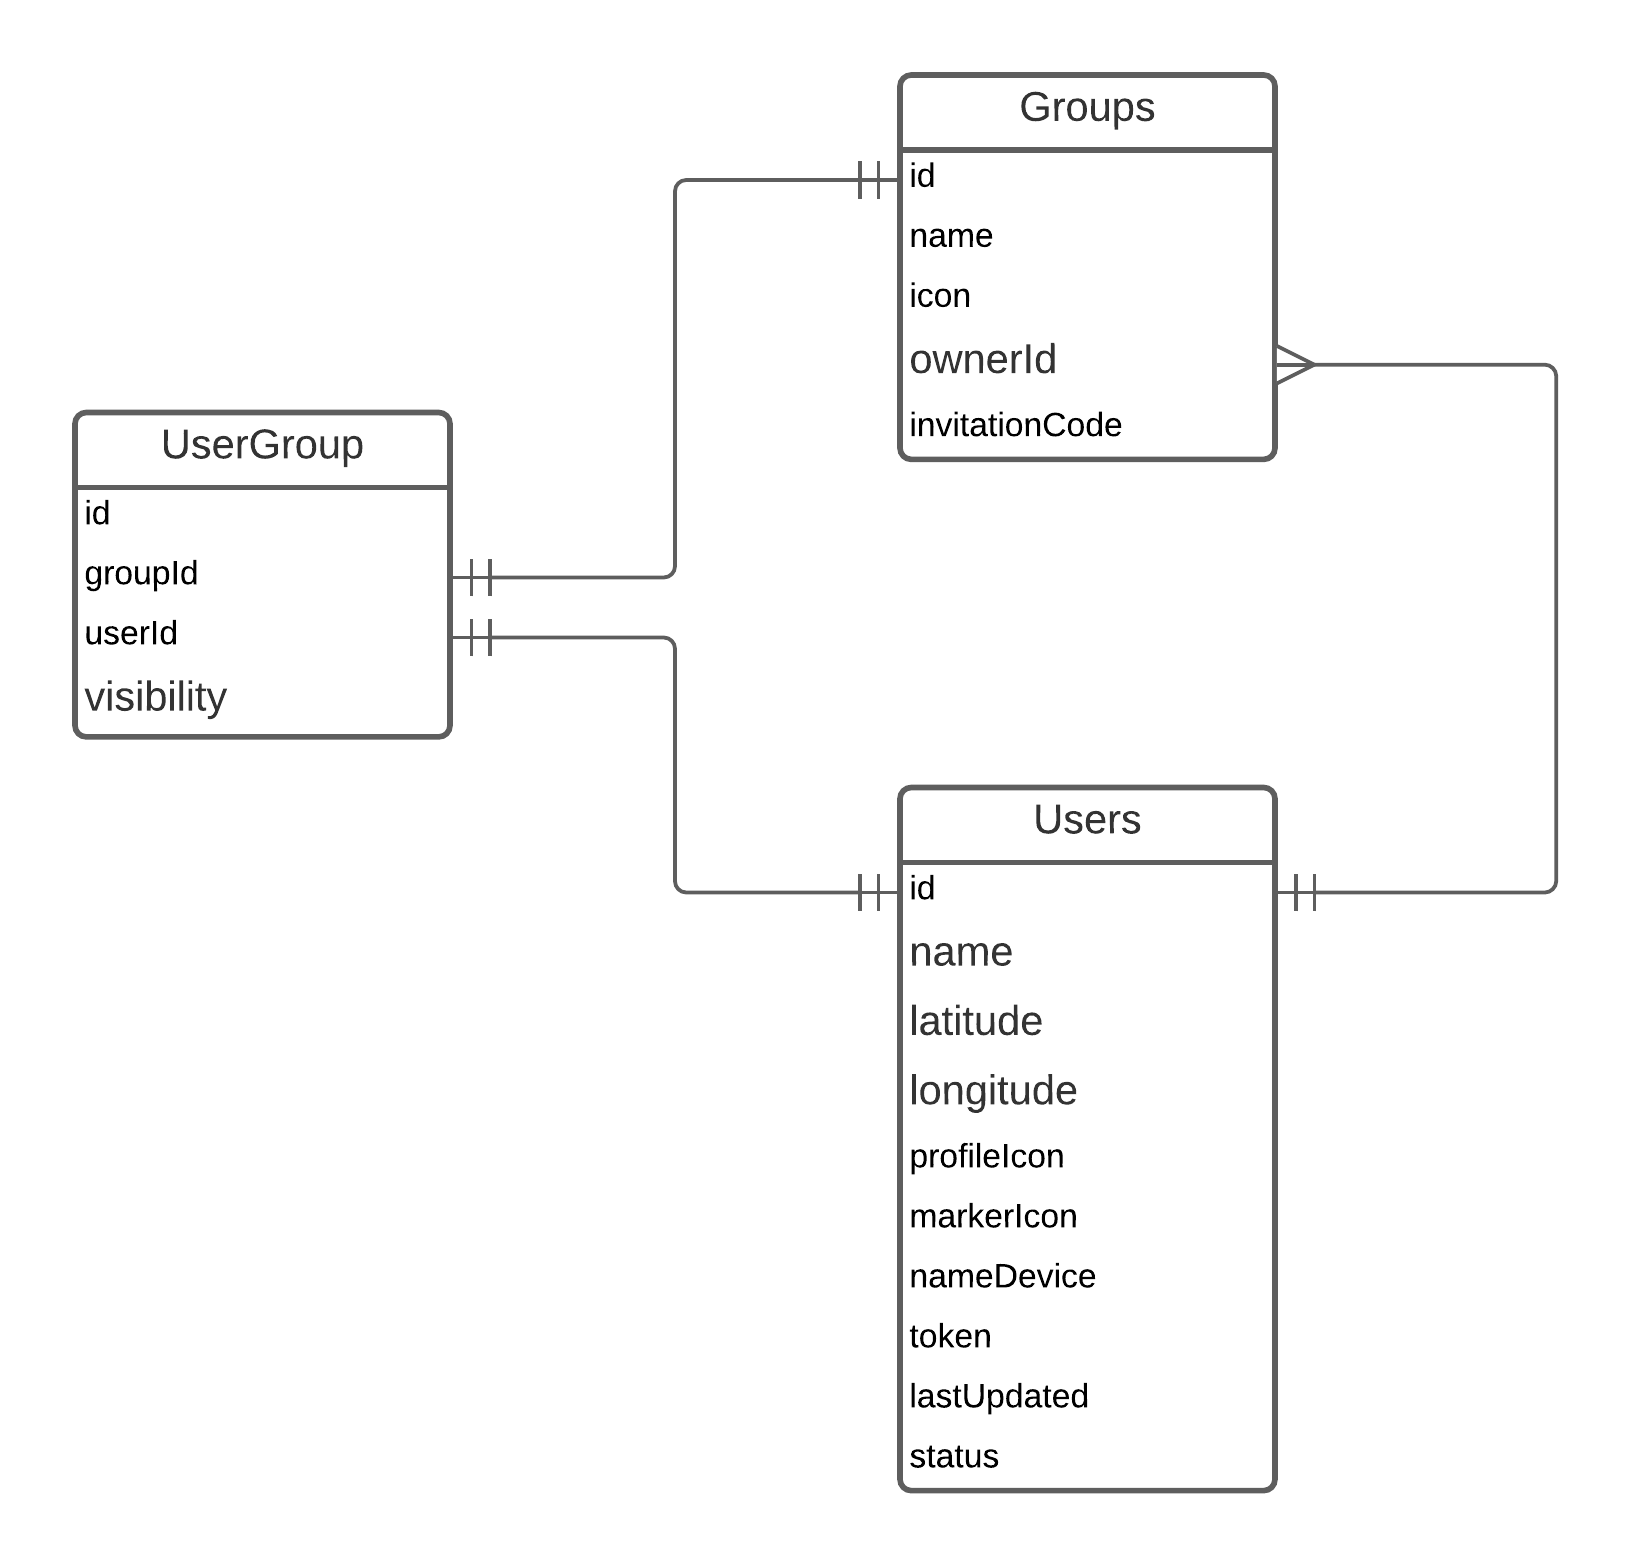 Groups
id
name
icon
ownerId
invitationCode
UserGroup
id
groupId
userId
visibility
Users
id
name
latitude
longitude
profileIcon
markerIcon
nameDevice
token
lastUpdated
status